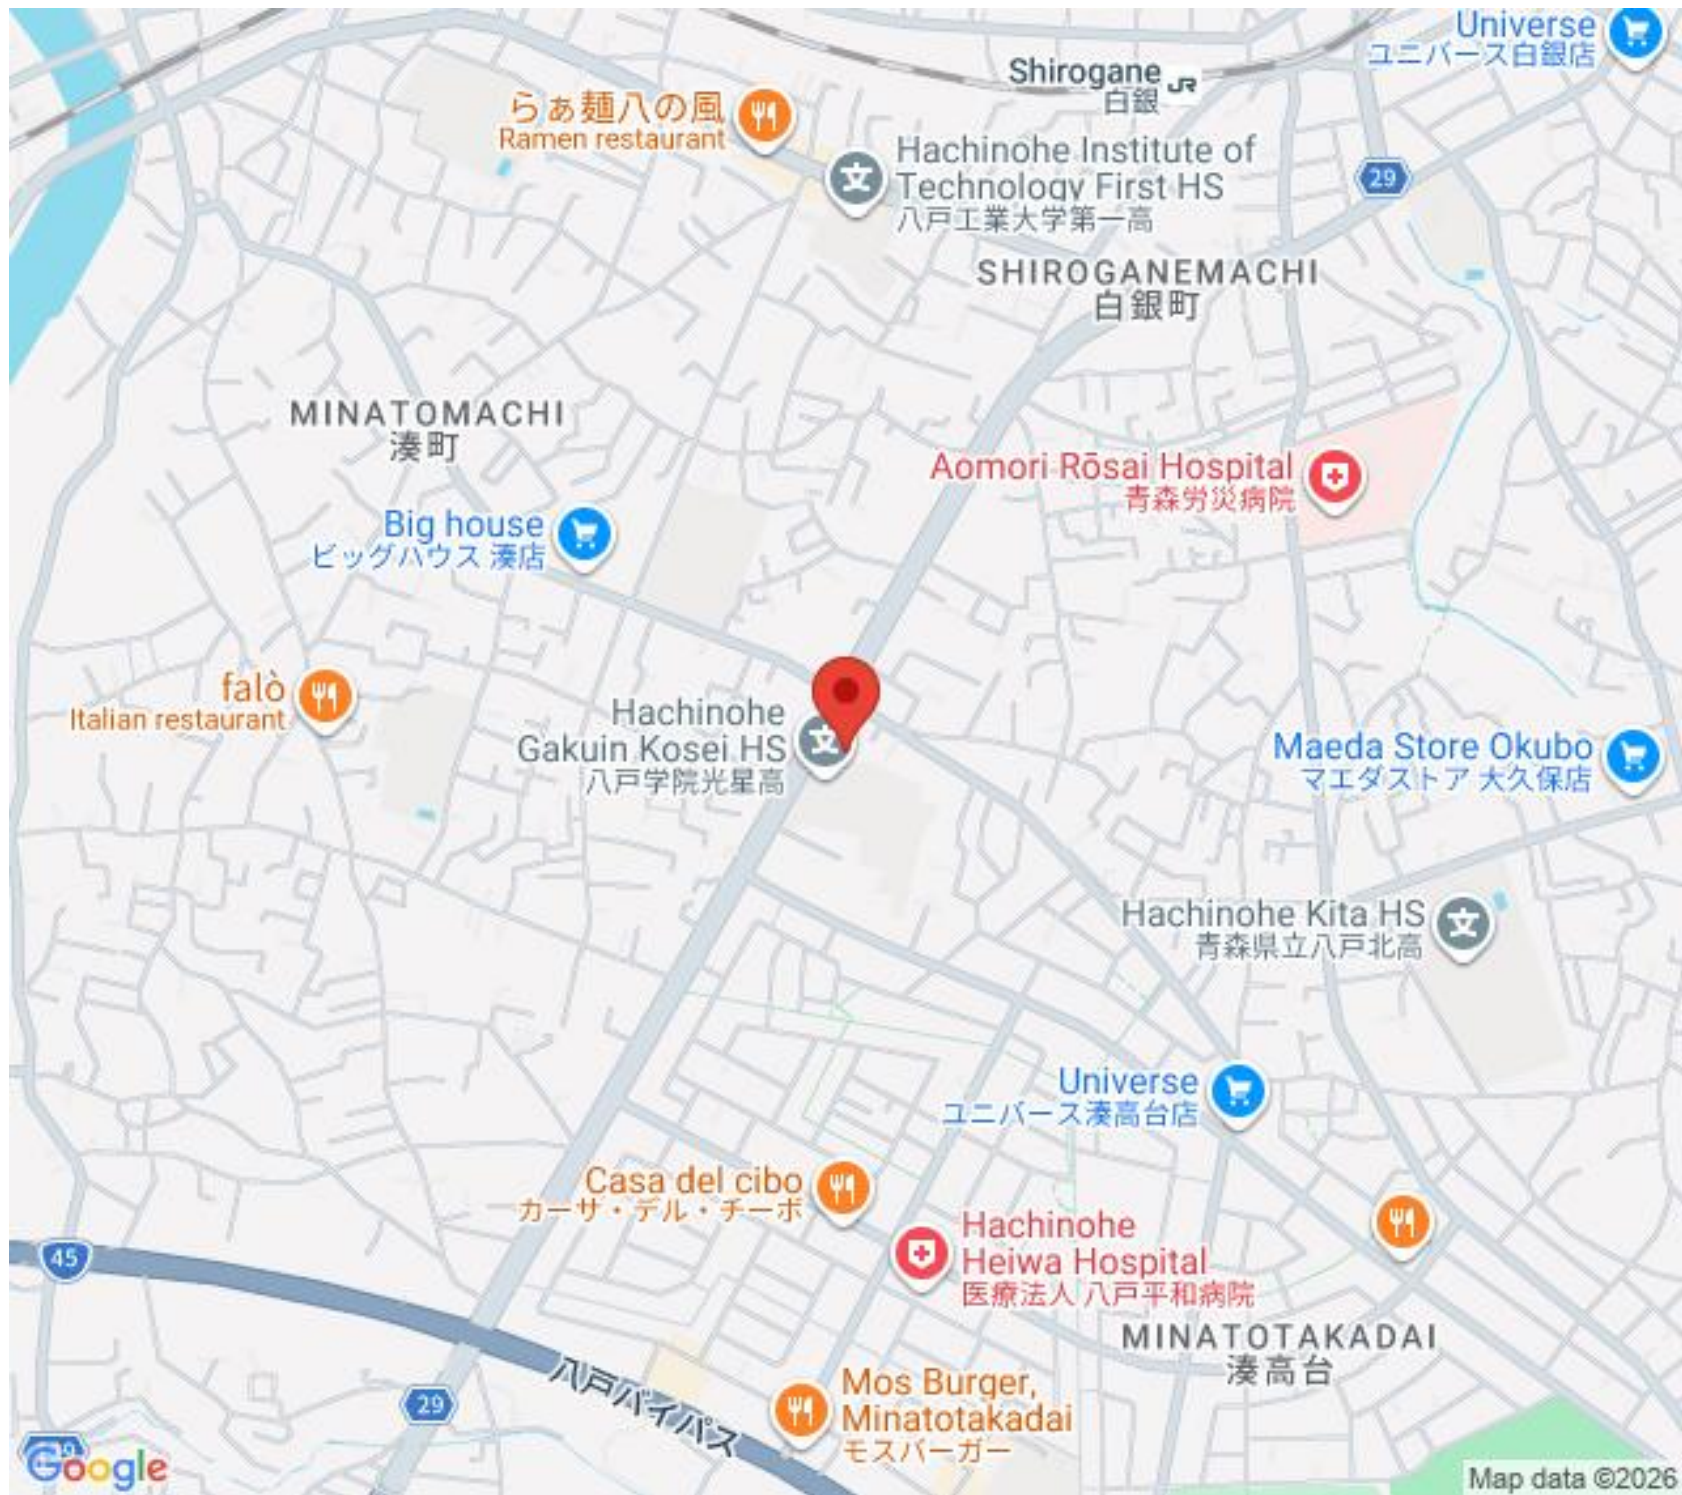 Universe
ユニバース白銀店
Shirogane
白銀
JR
らぁ麺八の風
Ramen restaurant
Hachinohe Institute of
Technology First HS
八戸工業大学第一高
29
SHIROGANEMACHI
白銀町
MINATOMACHI
湊町
Aomori Rōsai Hospital
青森労災病院
Big house
ビッグハウス 湊店
falò
Italian restaurant
Hachinohe
Gakuin Kosei HS
八戸学院光星高
Maeda Store Okubo
マエダストア 大久保店
Hachinohe Kita HS
青森県立八戸北高
Universe
ユニバース湊高台店
Casa del cibo
カーサ・デル・チーボ
Hachinohe
Heiwa Hospital
医療法人 八戸平和病院
45
MINATOTAKADAI
湊高台
八戸バイパス
29
Mos Burger,
Minatotakadai
モスバーガー
Google
Map data ©2026